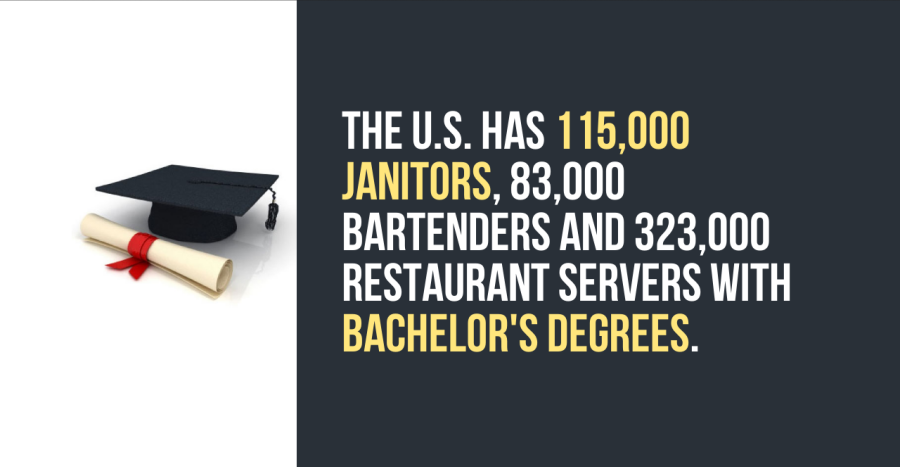 THE U.S. HAS 115,000
JANITORS, 83,000
BARTENDERS AND 323,000
RESTAURANT SERVERS WITH
BACHELOR'S DEGREES.